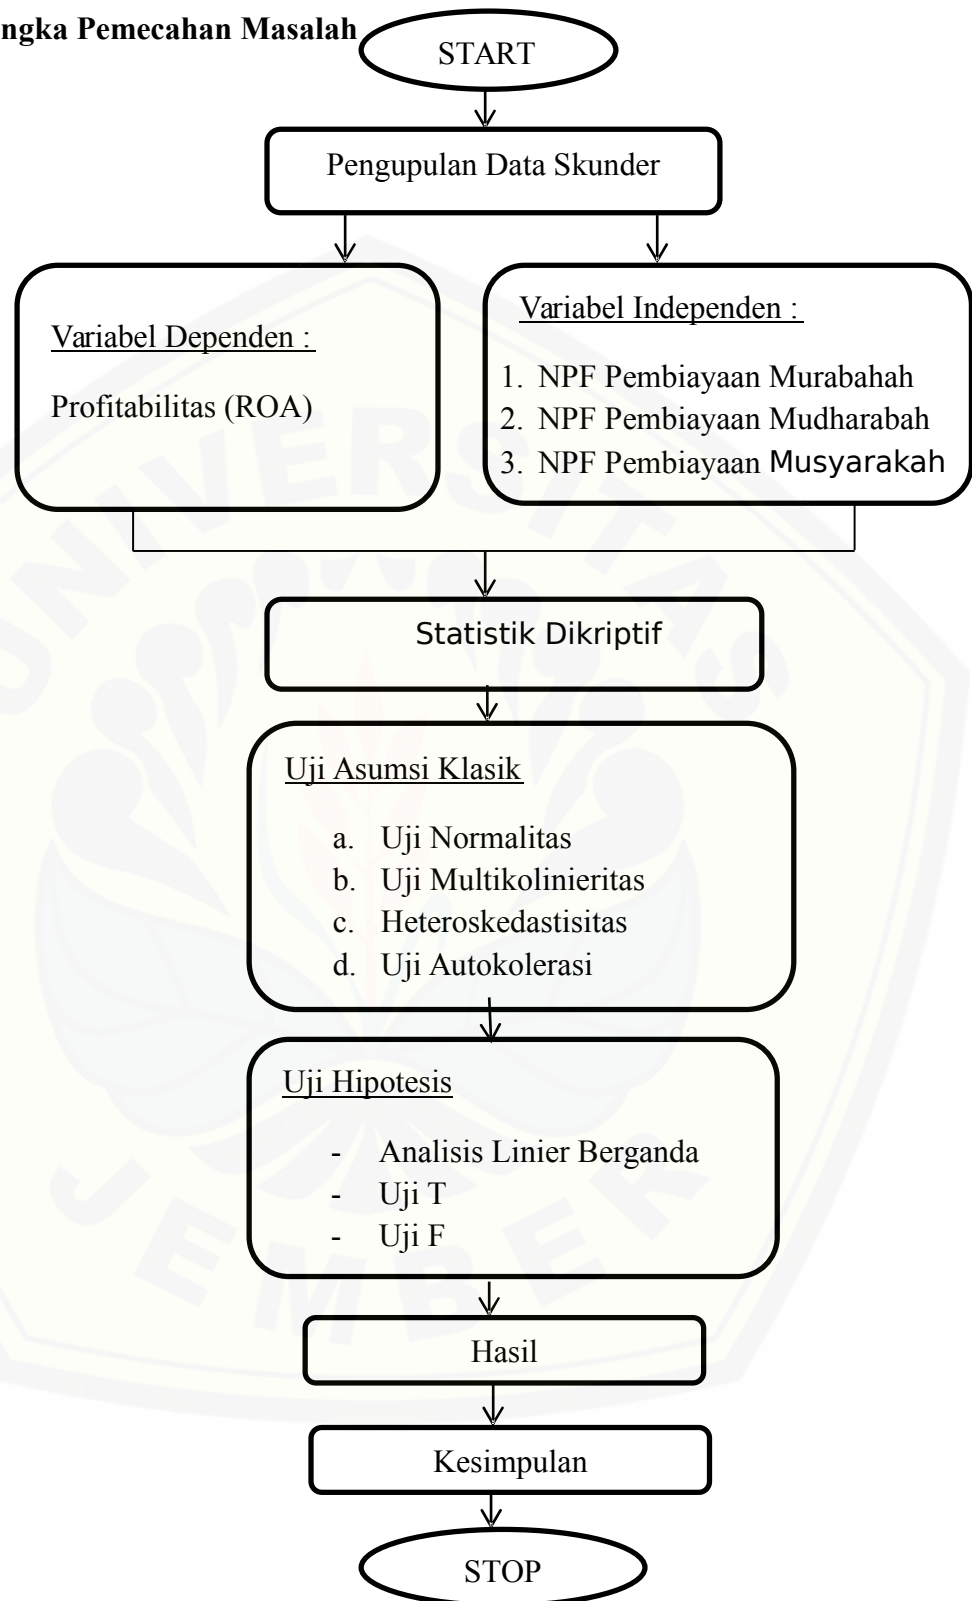 ngka Pemecahan Masalah
START
Pengupulan Data Skunder
Variabel Dependen :
Profitabilitas (ROA)
Variabel Independen :
1. NPF Pembiayaan Murabahah
2. NPF Pembiayaan Mudharabah
3. NPF Pembiayaan Musyarakah
Statistik Dikriptif
Uji Asumsi Klasik
a. Uji Normalitas
b. Uji Multikolinieritas
c. Heteroskedastisitas
d. Uji Autokolerasi
Uji Hipotesis
- Analisis Linier Berganda
- Uji T
- Uji F
Hasil
Kesimpulan
STOP
UNIVERSITAS
JEMBER